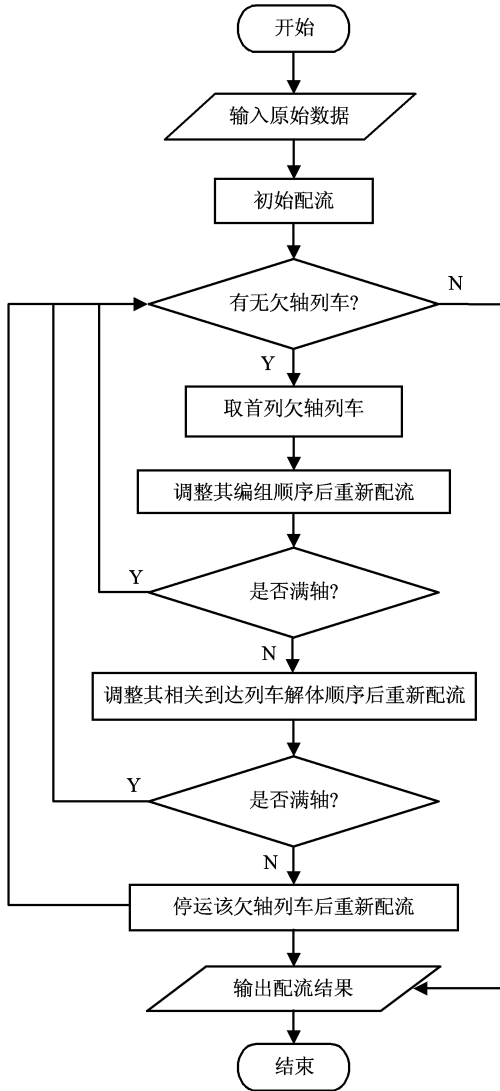 开始
输入原始数据
初始配流
有无欠轴列车?
N
Y
取首列欠轴列车
调整其编组顺序后重新配流
是否满轴?
Y
N
调整其相关到达列车解体顺序后重新配流
是否满轴?
Y
N
停运该欠轴列车后重新配流
输出配流结果
结束